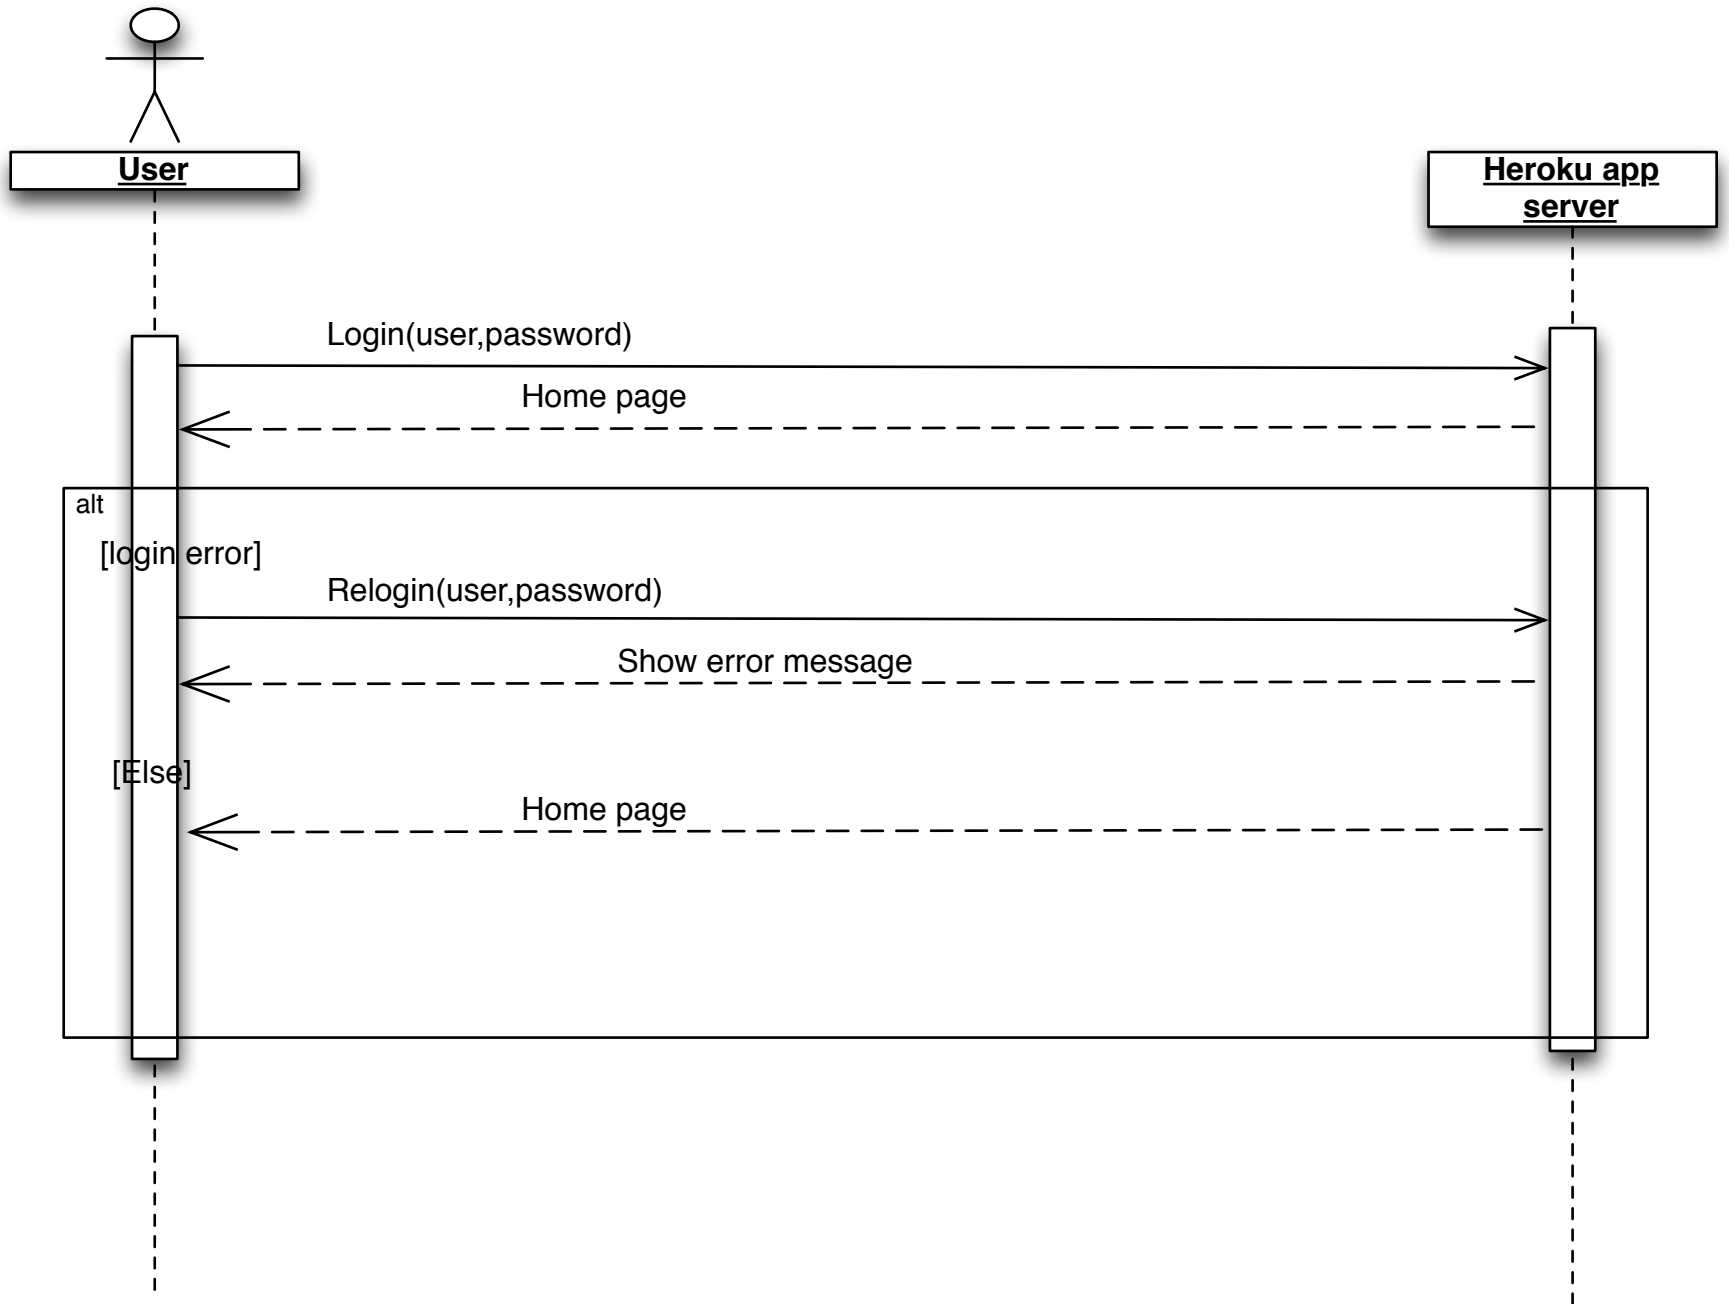 User
Heroku app
server
Login(user,password)
Home page
alt
[login error]
Relogin(user,password)
Show error message
[Else]
Home page